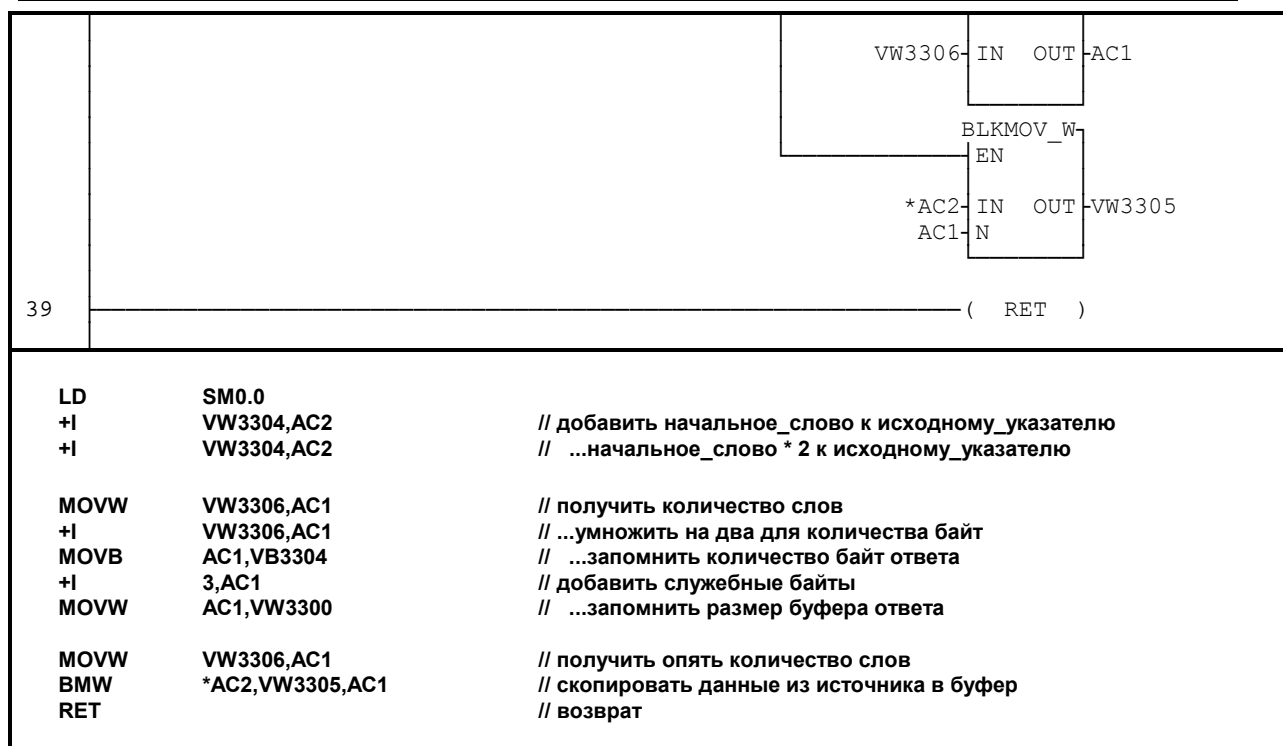 VW3306 IN OUT AC1
BLKMOV_W
EN
*AC2 IN OUT VW3305
AC1 N
39 ( RET )
LD SM0.0
+I VW3304,AC2 // добавить начальное_слово к исходному_указателю
+I VW3304,AC2 // ...начальное_слово * 2 к исходному_указателю
MOVW VW3306,AC1 // получить количество слов
+I VW3306,AC1 // ...умножить на два для количества байт
MOVB AC1,VB3304 // ...запомнить количество байт ответа
+I 3,AC1 // добавить служебные байты
MOVW AC1,VW3300 // ...запомнить размер буфера ответа
MOVW VW3306,AC1 // получить опять количество слов
BMW *AC2,VW3305,AC1 // скопировать данные из источника в буфер
RET // возврат